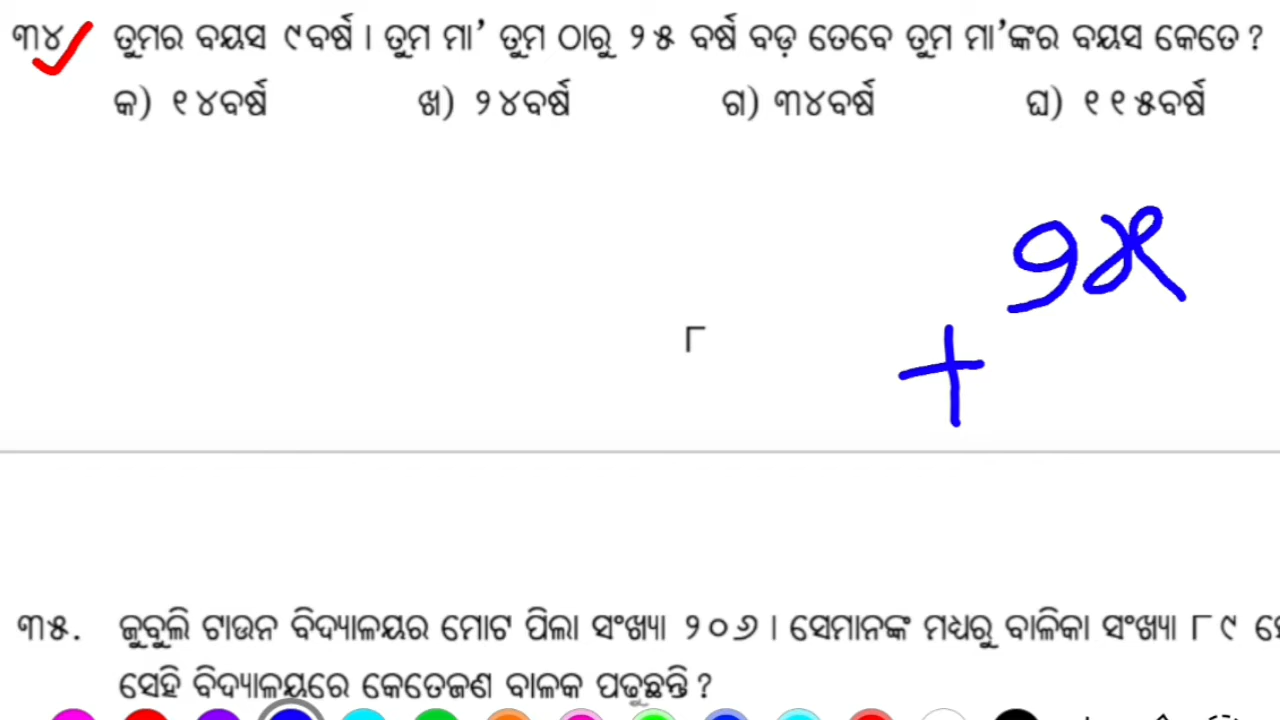 ୩୪ ତୁମର ବୟସ ୯ବର୍ଷ । ତୁମ ମା’ ତୁମ ଠାରୁ ୨୫ ବର୍ଷ ବଡ଼ ତେବେ ତୁମ ମା’ଙ୍କର ବୟସ କେତେ ?
କ) ୧୪ବର୍ଷ ଖ) ୨୪ବର୍ଷ ଗ) ୩୪ବର୍ଷ ଘ) ୧୧୫ବର୍ଷ
୨୫
୮ +
୩୫. ଜୁବୁଲି ଟାଉନ ବିଦ୍ୟାଳୟର ମୋଟ ପିଲା ସଂଖ୍ୟା ୨୦୬ । ସେମାନଙ୍କ ମଧ୍ୟରୁ ବାଳିକା ସଂଖ୍ୟା ୮୯
ସେହି ବିଦ୍ୟାଳୟରେ କେତେଜଣ ବାଳକ ପଢୁଛନ୍ତି ?